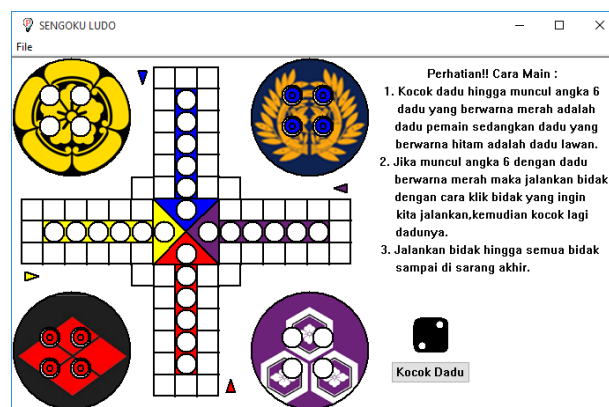 SENGOKU LUDO
File
Perhatian!! Cara Main :
1. Kocok dadu hingga muncul angka 6
dadu yang berwarna merah adalah
dadu pemain sedangkan dadu yang
berwarna hitam adalah dadu lawan.
2. Jika muncul angka 6 dengan dadu
berwarna merah maka jalankan bidak
dengan cara klik bidak yang ingin
kita jalankan,kemudian kocok lagi
dadunya.
3. Jalankan bidak hingga semua bidak
sampai di sarang akhir.
Kocok Dadu